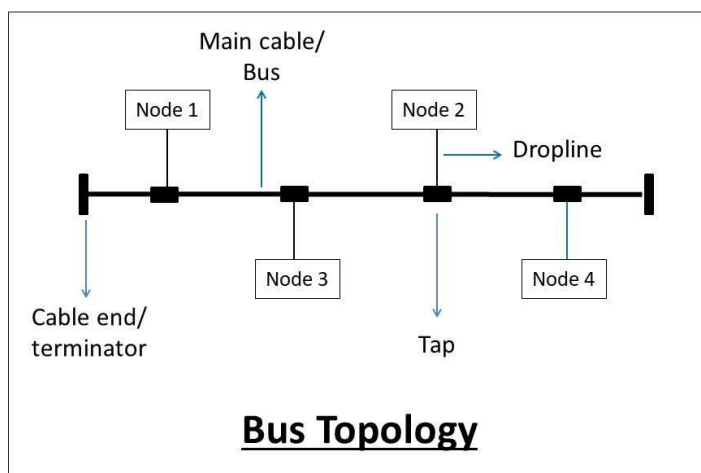 Main cable/
Bus
Node 1
Node 2
Dropline
Node 3
Node 4
Cable end/
terminator
Tap
Bus Topology